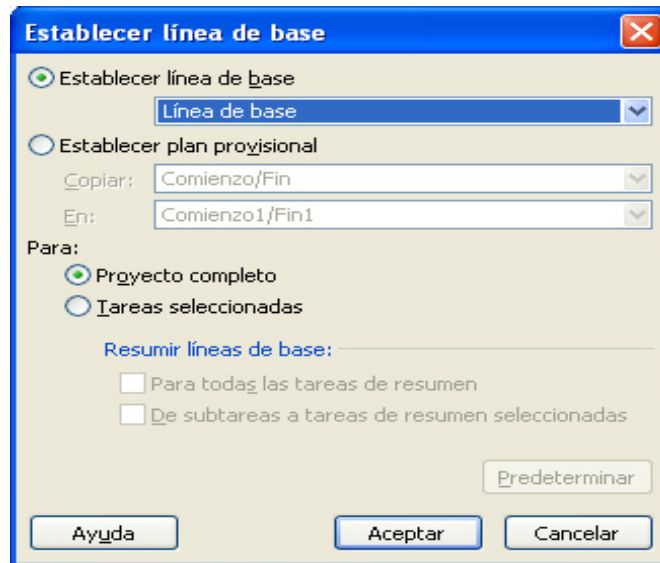 Establecer línea de base
Establecer línea de base
Línea de base
Establecer plan provisional
Copiar: Comienzo/Fin
En: Comienzo1/Fin1
Para:
Proyecto completo
Tareas seleccionadas
Resumir líneas de base:
Para todas las tareas de resumen
De subtareas a tareas de resumen seleccionadas
Predeterminar
Ayuda Aceptar Cancelar